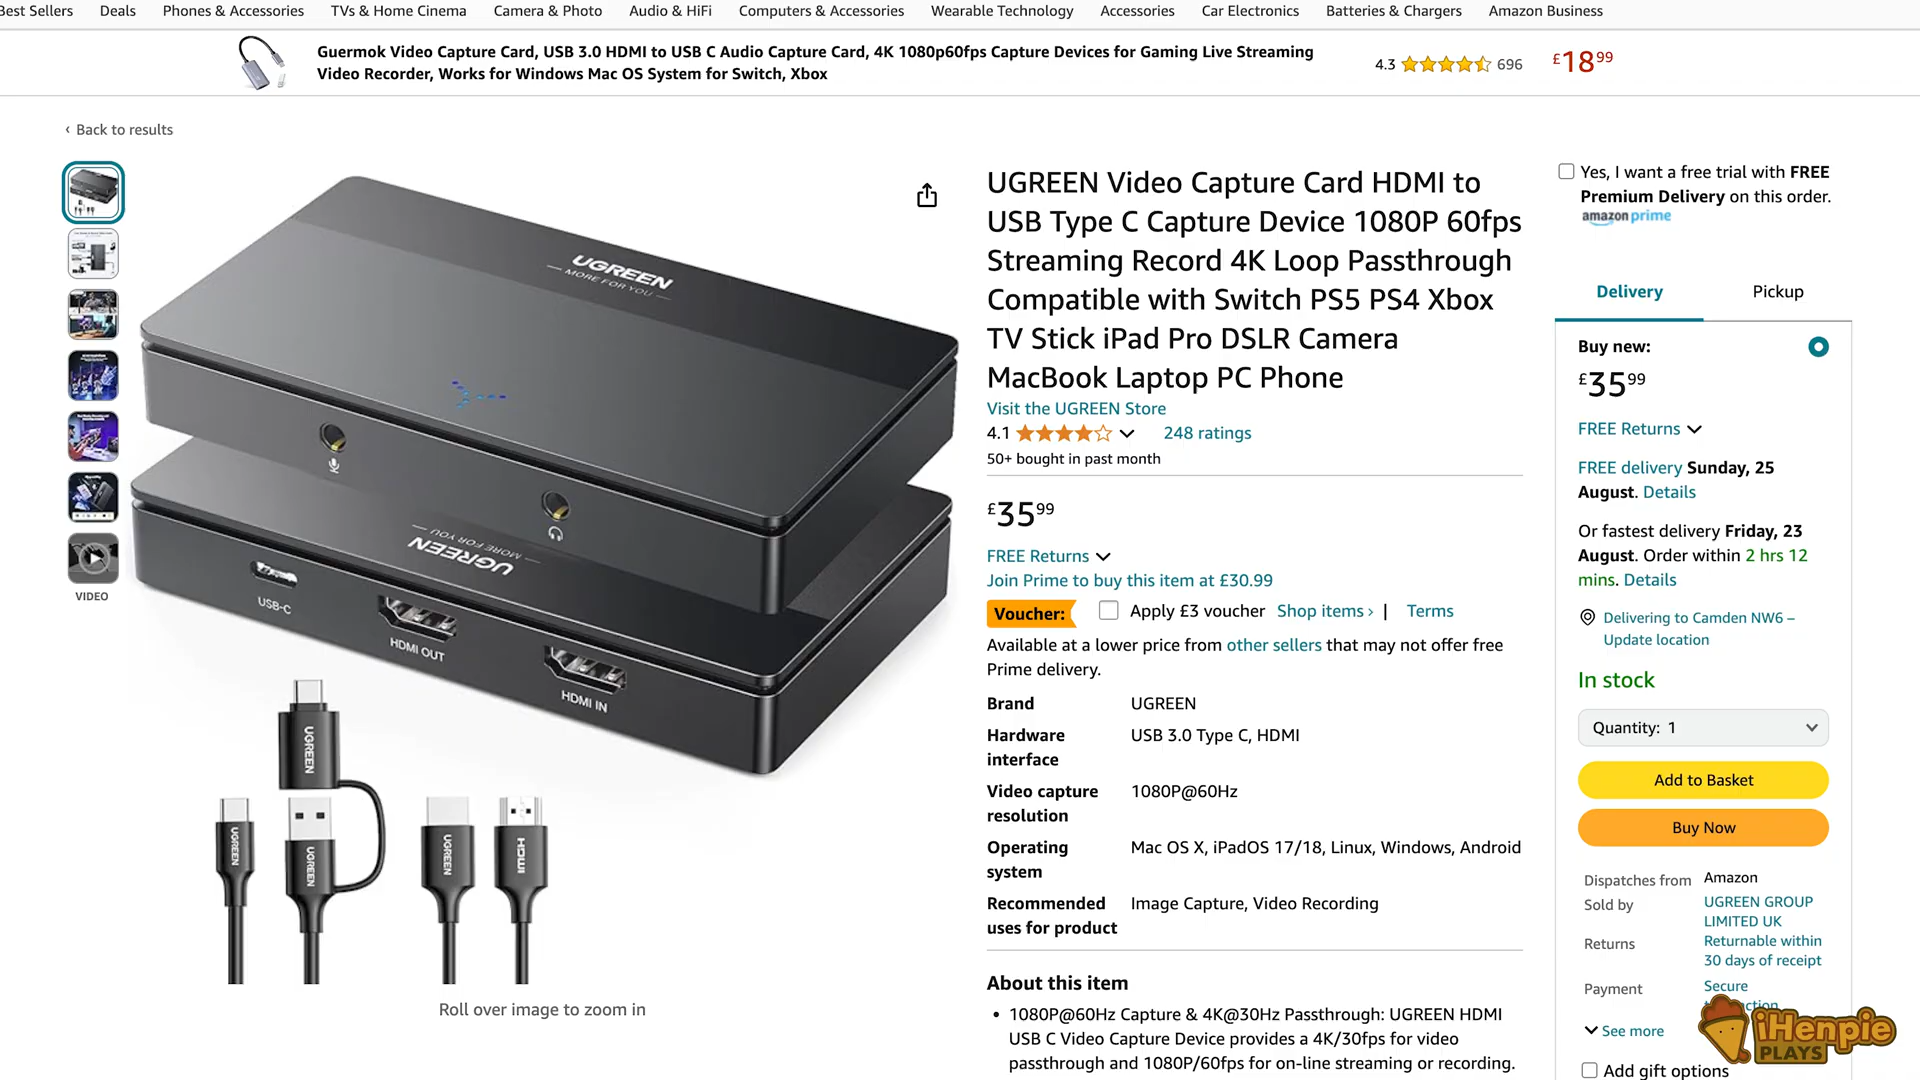 Best Sellers Deals Phones & Accessories TVs & Home Cinema Camera & Photo Audio & HiFi Computers & Accessories Wearable Technology Accessories Car Electronics Batteries & Chargers Amazon Business
Guermok Video Capture Card, USB 3.0 HDMI to USB C Audio Capture Card, 4K 1080p60fps Capture Devices for Gaming Live Streaming
Video Recorder, Works for Windows Mac OS System for Switch, Xbox
4.3 696 £18.99
‹ Back to results
VIDEO
UGREEN
MORE FOR YOU
MORE FOR YOU
UGREEN
USB-C
HDMI OUT
HDMI IN
UGREEN
UGREEN
UGREEN
UGREEN
HDMI
Roll over image to zoom in
UGREEN Video Capture Card HDMI to
USB Type C Capture Device 1080P 60fps
Streaming Record 4K Loop Passthrough
Compatible with Switch PS5 PS4 Xbox
TV Stick iPad Pro DSLR Camera
MacBook Laptop PC Phone
Visit the UGREEN Store
4.1 248 ratings
50+ bought in past month
£35.99
FREE Returns
Join Prime to buy this item at £30.99
Voucher: Apply £3 voucher Shop items › | Terms
Available at a lower price from other sellers that may not offer free
Prime delivery.
Brand UGREEN
Hardware interface USB 3.0 Type C, HDMI
Video capture resolution 1080P@60Hz
Operating system Mac OS X, iPadOS 17/18, Linux, Windows, Android
Recommended uses for product Image Capture, Video Recording
About this item
• 1080P@60Hz Capture & 4K@30Hz Passthrough: UGREEN HDMI
USB C Video Capture Device provides a 4K/30fps for video
passthrough and 1080P/60fps for on-line streaming or recording.
Yes, I want a free trial with FREE
Premium Delivery on this order.
amazon prime
Delivery Pickup
Buy new:
£35.99
FREE Returns
FREE delivery Sunday, 25
August. Details
Or fastest delivery Friday, 23
August. Order within 2 hrs 12
mins. Details
Delivering to Camden NW6 –
Update location
In stock
Quantity: 1
Add to Basket
Buy Now
Dispatches from Amazon
Sold by UGREEN GROUP
LIMITED UK
Returns Returnable within
30 days of receipt
Payment Secure
See more
Add gift options
iHenpie
PLAYS